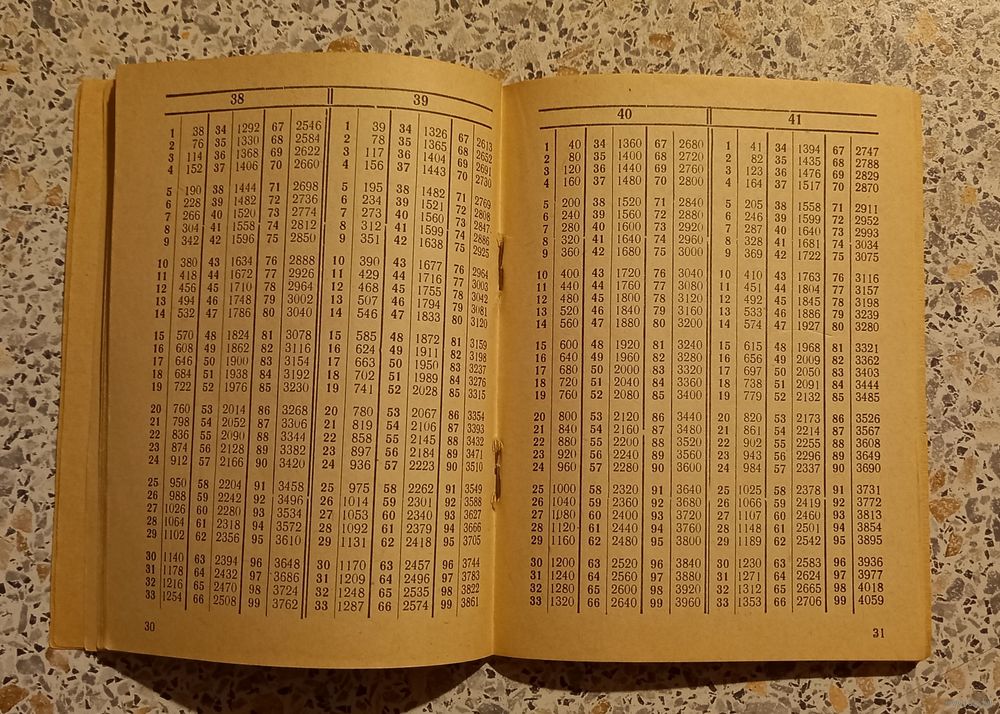 38 39
1 38 34 1292 67 2546 1 39 34 1326 67 2613
2 76 35 1330 68 2584 2 78 35 1365 68 2652
3 114 36 1368 69 2622 3 117 36 1404 69 2691
4 152 37 1406 70 2660 4 156 37 1443 70 2730
5 190 38 1444 71 2698 5 195 38 1482 71 2769
6 228 39 1482 72 2736 6 234 39 1521 72 2808
7 266 40 1520 73 2774 7 273 40 1560 73 2847
8 304 41 1558 74 2812 8 312 41 1599 74 2886
9 342 42 1596 75 2850 9 351 42 1638 75 2925
10 380 43 1634 76 2888 10 390 43 1677 76 2964
11 418 44 1672 77 2926 11 429 44 1716 77 3003
12 456 45 1710 78 2964 12 468 45 1755 78 3042
13 494 46 1748 79 3002 13 507 46 1794 79 3081
14 532 47 1786 80 3040 14 546 47 1833 80 3120
15 570 48 1824 81 3078 15 585 48 1872 81 3159
16 608 49 1862 82 3116 16 624 49 1911 82 3198
17 646 50 1900 83 3154 17 663 50 1950 83 3237
18 684 51 1938 84 3192 18 702 51 1989 84 3276
19 722 52 1976 85 3230 19 741 52 2028 85 3315
20 760 53 2014 86 3268 20 780 53 2067 86 3354
21 798 54 2052 87 3306 21 819 54 2106 87 3393
22 836 55 2090 88 3344 22 858 55 2145 88 3432
23 874 56 2128 89 3382 23 897 56 2184 89 3471
24 912 57 2166 90 3420 24 936 57 2223 90 3510
25 950 58 2204 91 3458 25 975 58 2262 91 3549
26 988 59 2242 92 3496 26 1014 59 2301 92 3588
27 1026 60 2280 93 3534 27 1053 60 2340 93 3627
28 1064 61 2318 94 3572 28 1092 61 2379 94 3666
29 1102 62 2356 95 3610 29 1131 62 2418 95 3705
30 1140 63 2394 96 3648 30 1170 63 2457 96 3744
31 1178 64 2432 97 3686 31 1209 64 2496 97 3783
32 1216 65 2470 98 3724 32 1248 65 2535 98 3822
33 1254 66 2508 99 3762 33 1287 66 2574 99 3861
30
40 41
1 40 34 1360 67 2680 1 41 34 1394 67 2747
2 80 35 1400 68 2720 2 82 35 1435 68 2788
3 120 36 1440 69 2760 3 123 36 1476 69 2829
4 160 37 1480 70 2800 4 164 37 1517 70 2870
5 200 38 1520 71 2840 5 205 38 1558 71 2911
6 240 39 1560 72 2880 6 246 39 1599 72 2952
7 280 40 1600 73 2920 7 287 40 1640 73 2993
8 320 41 1640 74 2960 8 328 41 1681 74 3034
9 360 42 1680 75 3000 9 369 42 1722 75 3075
10 400 43 1720 76 3040 10 410 43 1763 76 3116
11 440 44 1760 77 3080 11 451 44 1804 77 3157
12 480 45 1800 78 3120 12 492 45 1845 78 3198
13 520 46 1840 79 3160 13 533 46 1886 79 3239
14 560 47 1880 80 3200 14 574 47 1927 80 3280
15 600 48 1920 81 3240 15 615 48 1968 81 3321
16 640 49 1960 82 3280 16 656 49 2009 82 3362
17 680 50 2000 83 3320 17 697 50 2050 83 3403
18 720 51 2040 84 3360 18 738 51 2091 84 3444
19 760 52 2080 85 3400 19 779 52 2132 85 3485
20 800 53 2120 86 3440 20 820 53 2173 86 3526
21 840 54 2160 87 3480 21 861 54 2214 87 3567
22 880 55 2200 88 3520 22 902 55 2255 88 3608
23 920 56 2240 89 3560 23 943 56 2296 89 3649
24 960 57 2280 90 3600 24 984 57 2337 90 3690
25 1000 58 2320 91 3640 25 1025 58 2378 91 3731
26 1040 59 2360 92 3680 26 1066 59 2419 92 3772
27 1080 60 2400 93 3720 27 1107 60 2460 93 3813
28 1120 61 2440 94 3760 28 1148 61 2501 94 3854
29 1160 62 2480 95 3800 29 1189 62 2542 95 3895
30 1200 63 2520 96 3840 30 1230 63 2583 96 3936
31 1240 64 2560 97 3880 31 1271 64 2624 97 3977
32 1280 65 2600 98 3920 32 1312 65 2665 98 4018
33 1320 66 2640 99 3960 33 1353 66 2706 99 4059
31